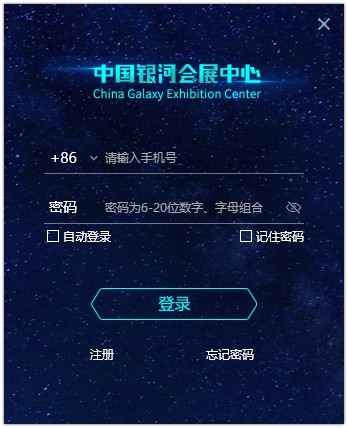 中国银河会展中心
China Galaxy Exhibition Center
+86 请输入手机号
密码 密码为6-20位数字、字母组合
自动登录 记住密码
登录
注册 忘记密码